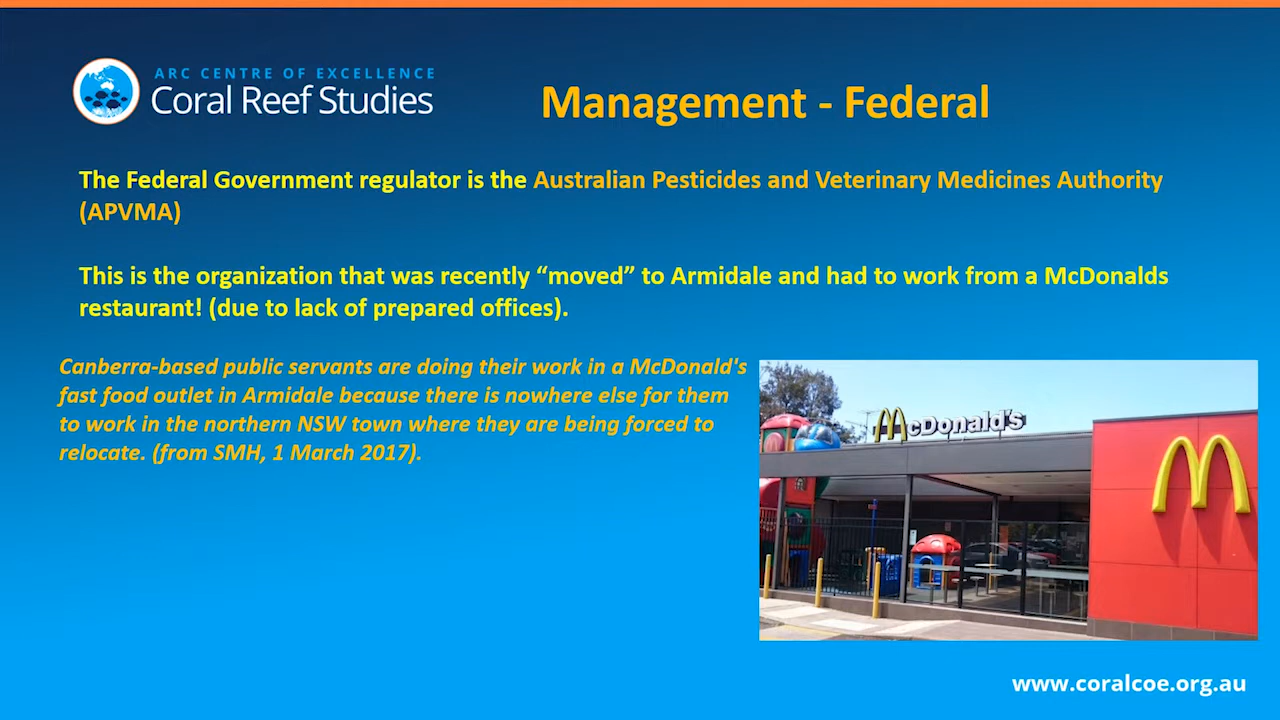 ARC CENTRE OF EXCELLENCE
Coral Reef Studies
Management - Federal
The Federal Government regulator is the Australian Pesticides and Veterinary Medicines Authority
(APVMA)
This is the organization that was recently “moved” to Armidale and had to work from a McDonalds
restaurant! (due to lack of prepared offices).
Canberra-based public servants are doing their work in a McDonald's
fast food outlet in Armidale because there is nowhere else for them
to work in the northern NSW town where they are being forced to
relocate. (from SMH, 1 March 2017).
McDonald's
M
www.coralcoe.org.au